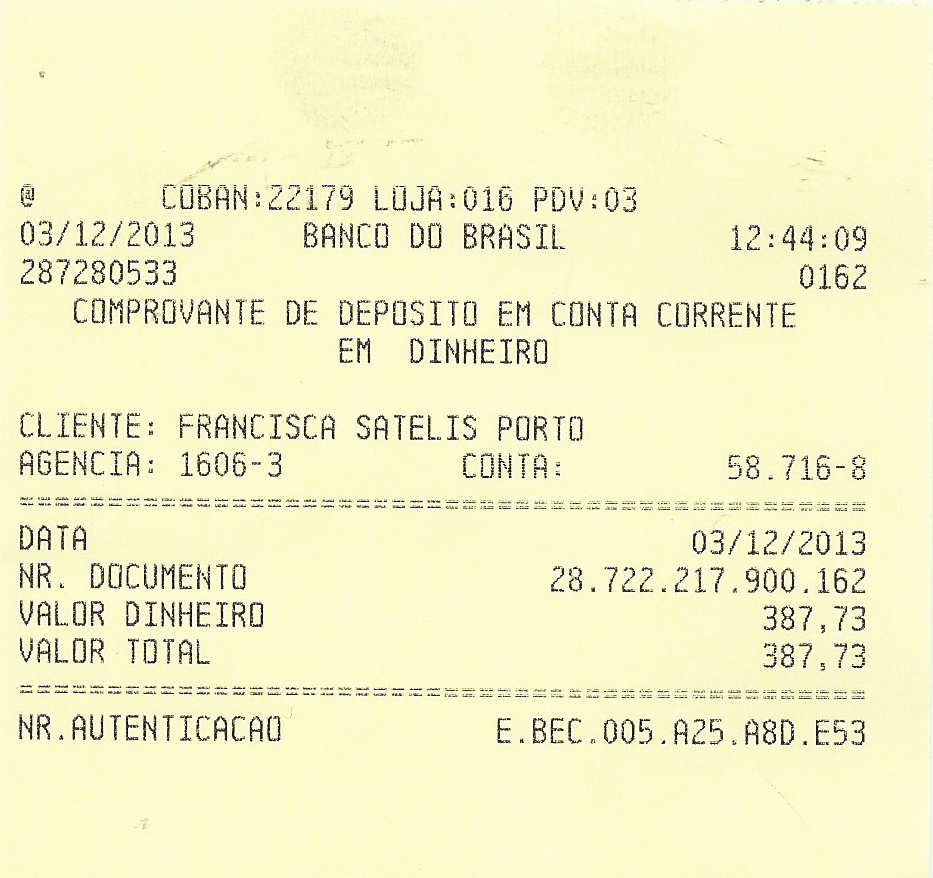 @ COBAN:22179 LOJA:016 PDV:03
03/12/2013 BANCO DO BRASIL 12:44:09
287280533 0162
COMPROVANTE DE DEPOSITO EM CONTA CORRENTE
EM DINHEIRO
CLIENTE: FRANCISCA SATELIS PORTO
AGENCIA: 1606-3 CONTA: 58.716-8
================================================
DATA 03/12/2013
NR. DOCUMENTO 28.722.217.900.162
VALOR DINHEIRO 387,73
VALOR TOTAL 387,73
================================================
NR.AUTENTICACAO E.BEC.005.A25.A8D.E53